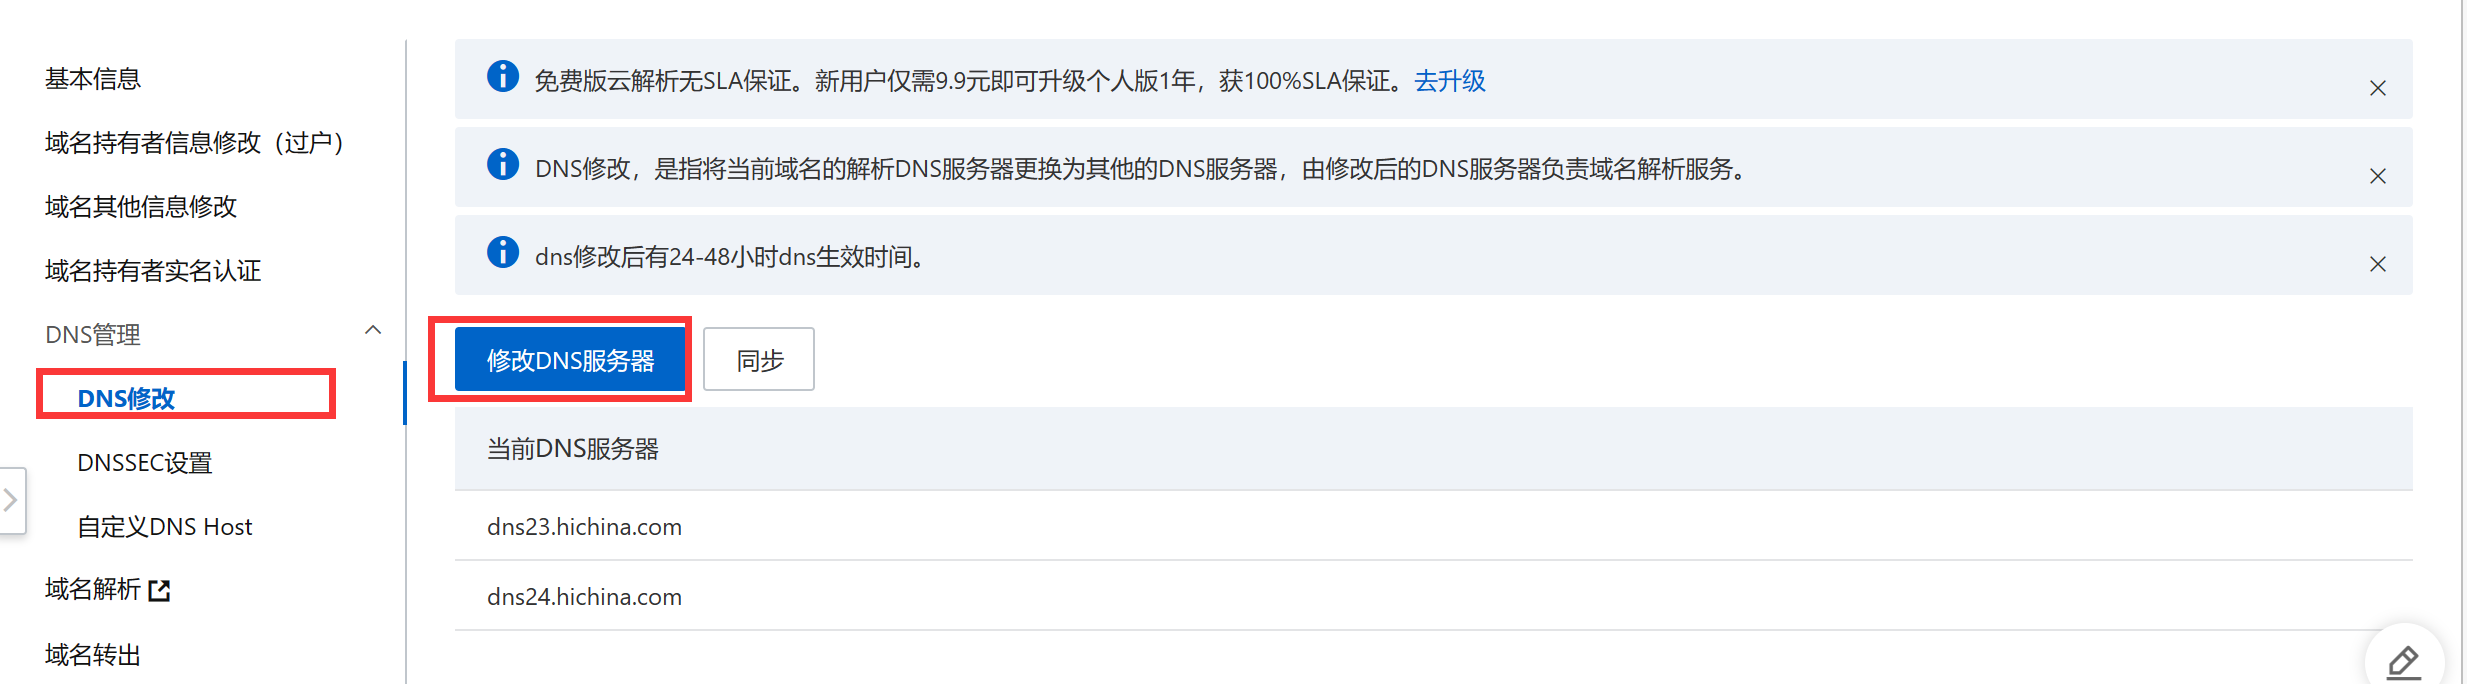 基本信息
域名持有者信息修改（过户）
域名其他信息修改
域名持有者实名认证
DNS管理
DNS修改
DNSSEC设置
自定义DNS Host
域名解析
域名转出
免费版云解析无SLA保证。新用户仅需9.9元即可升级个人版1年，获100%SLA保证。去升级
DNS修改，是指将当前域名的解析DNS服务器更换为其他的DNS服务器，由修改后的DNS服务器负责域名解析服务。
dns修改后有24-48小时dns生效时间。
修改DNS服务器 同步
当前DNS服务器
dns23.hichina.com
dns24.hichina.com